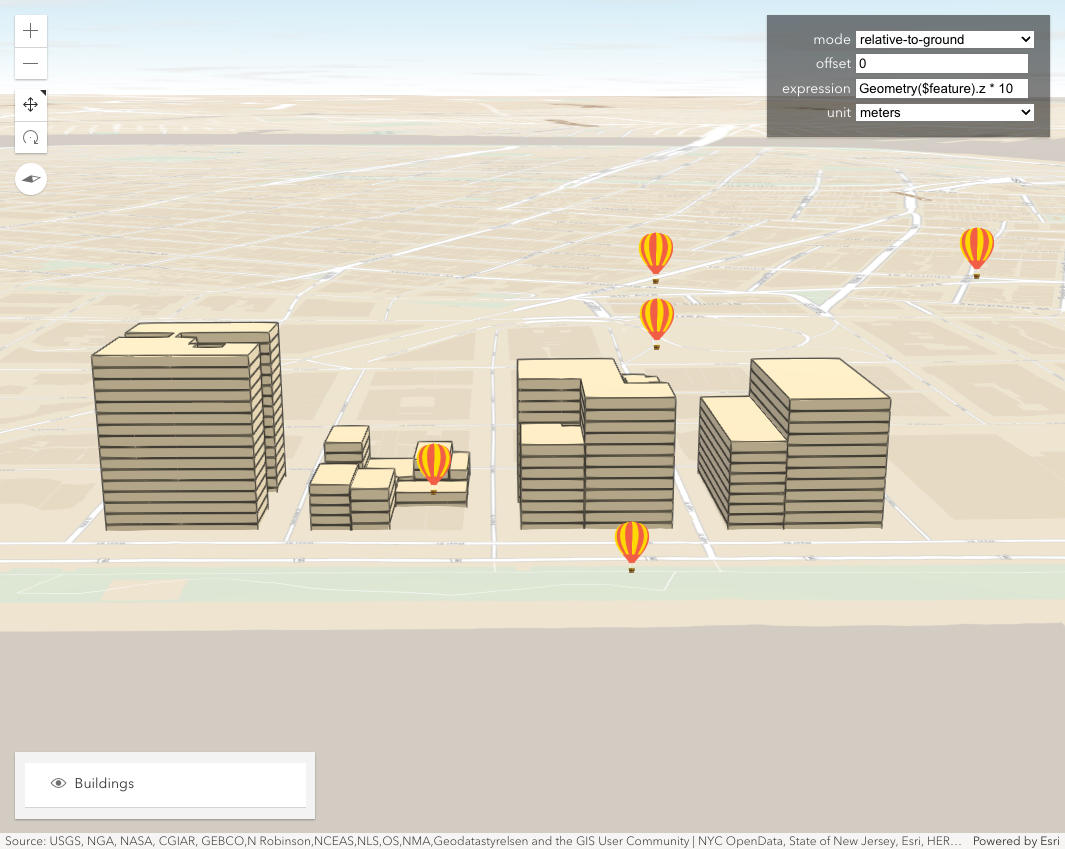 mode relative-to-ground
offset 0
expression Geometry($feature).z * 10
unit meters
Buildings
Source: USGS, NGA, NASA, CGIAR, GEBCO,N Robinson,NCEAS,NLS,OS,NMA,Geodatastyrelsen and the GIS User Community | NYC OpenData, State of New Jersey, Esri, HER... Powered by Esri